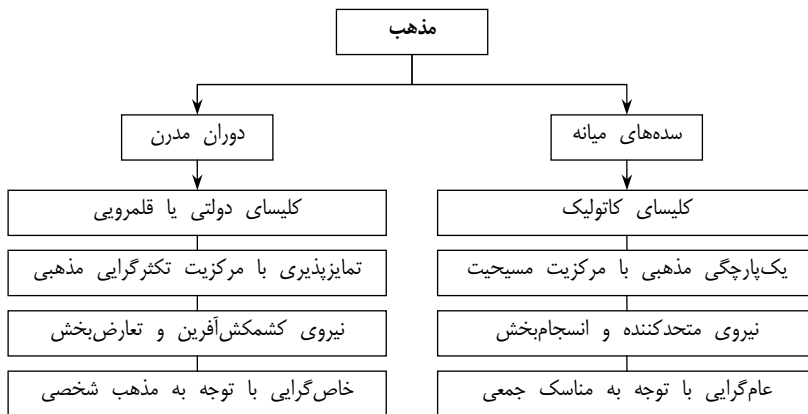 مذهب
سده‌های میانه
دوران مدرن
کلیسای کاتولیک
کلیسای دولتی یا قلمرویی
یک‌پارچگی مذهبی با مرکزیت مسیحیت
تمایزپذیری با مرکزیت تکثرگرایی مذهبی
نیروی متحدکننده و انسجام‌بخش
نیروی کشمکش‌آفرین و تعارض‌بخش
عام‌گرایی با توجه به مناسک جمعی
خاص‌گرایی با توجه به مذهب شخصی